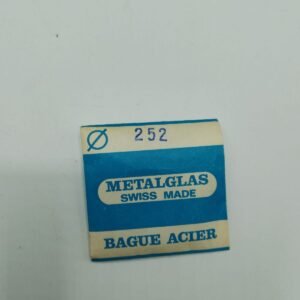 Ø 252
METALGLAS
SWISS MADE
BAGUE ACIER